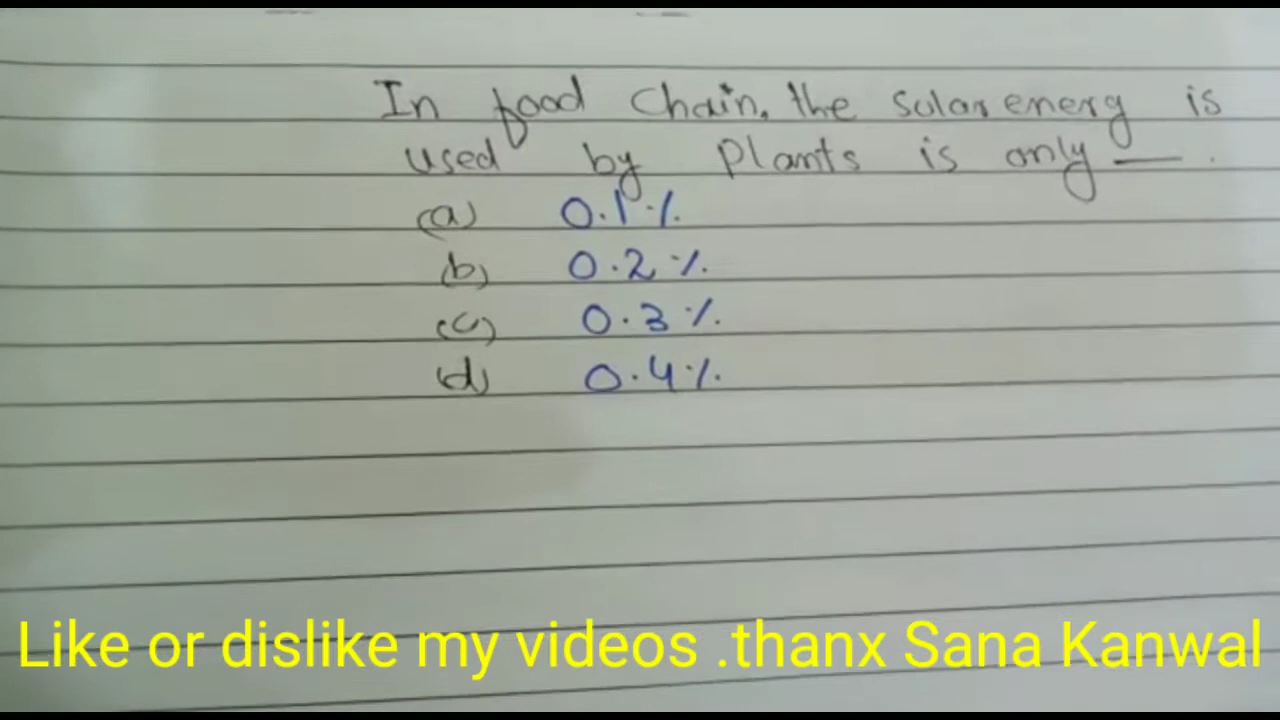 In food Chain, the solar energy is
used by Plants is only — .
(a) 0.1 %.
(b) 0.2 %.
(c) 0.3 %.
(d) 0.4 %.
Like or dislike my videos .thanx Sana Kanwal